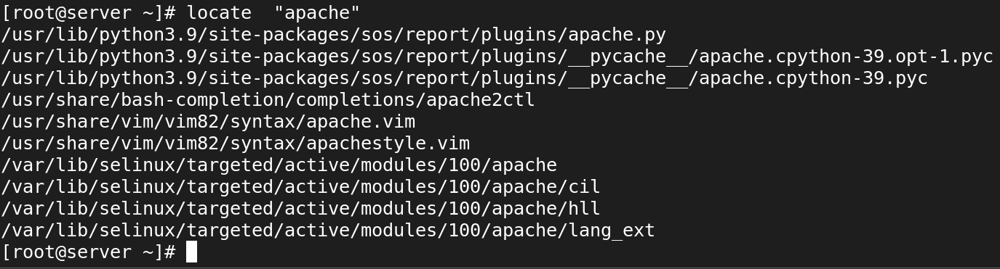 [root@server ~]# locate  "apache"
/usr/lib/python3.9/site-packages/sos/report/plugins/apache.py
/usr/lib/python3.9/site-packages/sos/report/plugins/__pycache__/apache.cpython-39.opt-1.pyc
/usr/lib/python3.9/site-packages/sos/report/plugins/__pycache__/apache.cpython-39.pyc
/usr/share/bash-completion/completions/apache2ctl
/usr/share/vim/vim82/syntax/apache.vim
/usr/share/vim/vim82/syntax/apachestyle.vim
/var/lib/selinux/targeted/active/modules/100/apache
/var/lib/selinux/targeted/active/modules/100/apache/cil
/var/lib/selinux/targeted/active/modules/100/apache/hll
/var/lib/selinux/targeted/active/modules/100/apache/lang_ext
[root@server ~]#